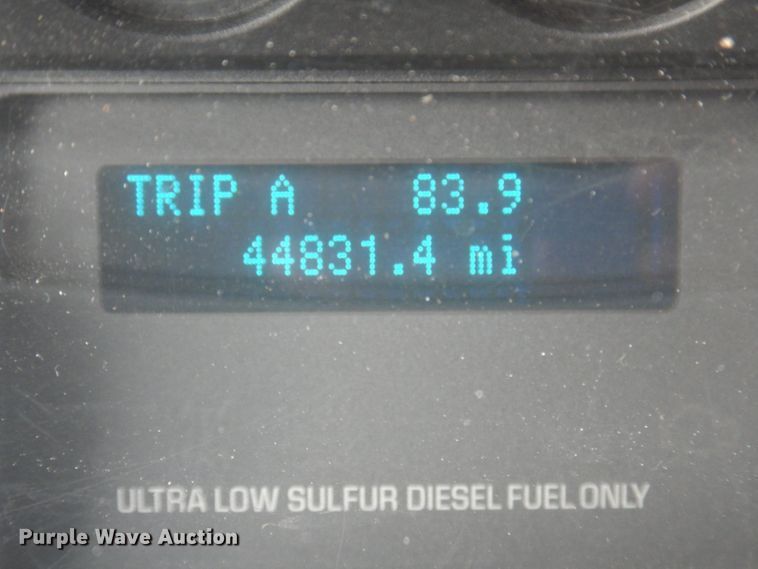 TRIP A 83.9
44831.4 mi
ULTRA LOW SULFUR DIESEL FUEL ONLY
Purple Wave Auction